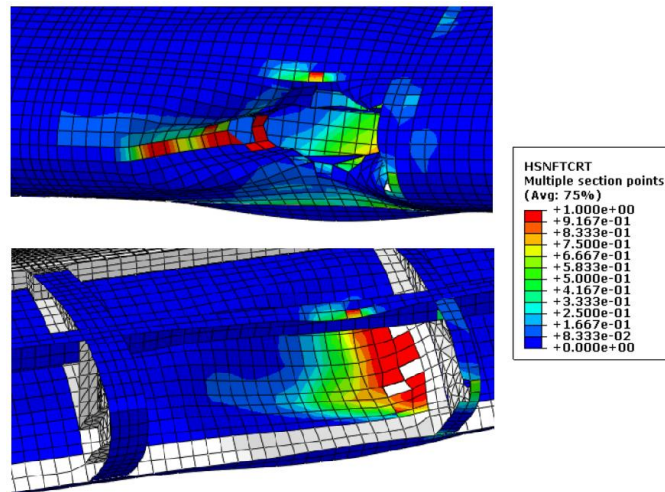 HSNFTCRT
Multiple section points
(Avg: 75%)
+1.000e+00
+9.167e-01
+8.333e-01
+7.500e-01
+6.667e-01
+5.833e-01
+5.000e-01
+4.167e-01
+3.333e-01
+2.500e-01
+1.667e-01
+8.333e-02
+0.000e+00